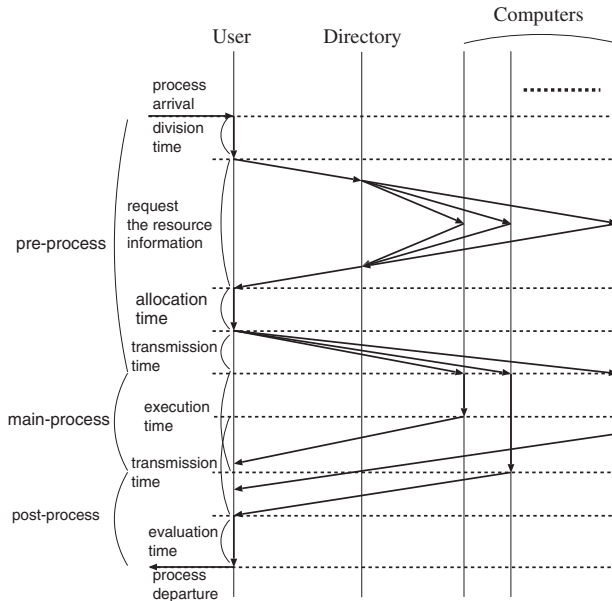 Computers
User
Directory
process
arrival
division
time
request
the resource
information
pre-process
allocation
time
transmission
time
main-process
execution
time
transmission
time
post-process
evaluation
time
process
departure